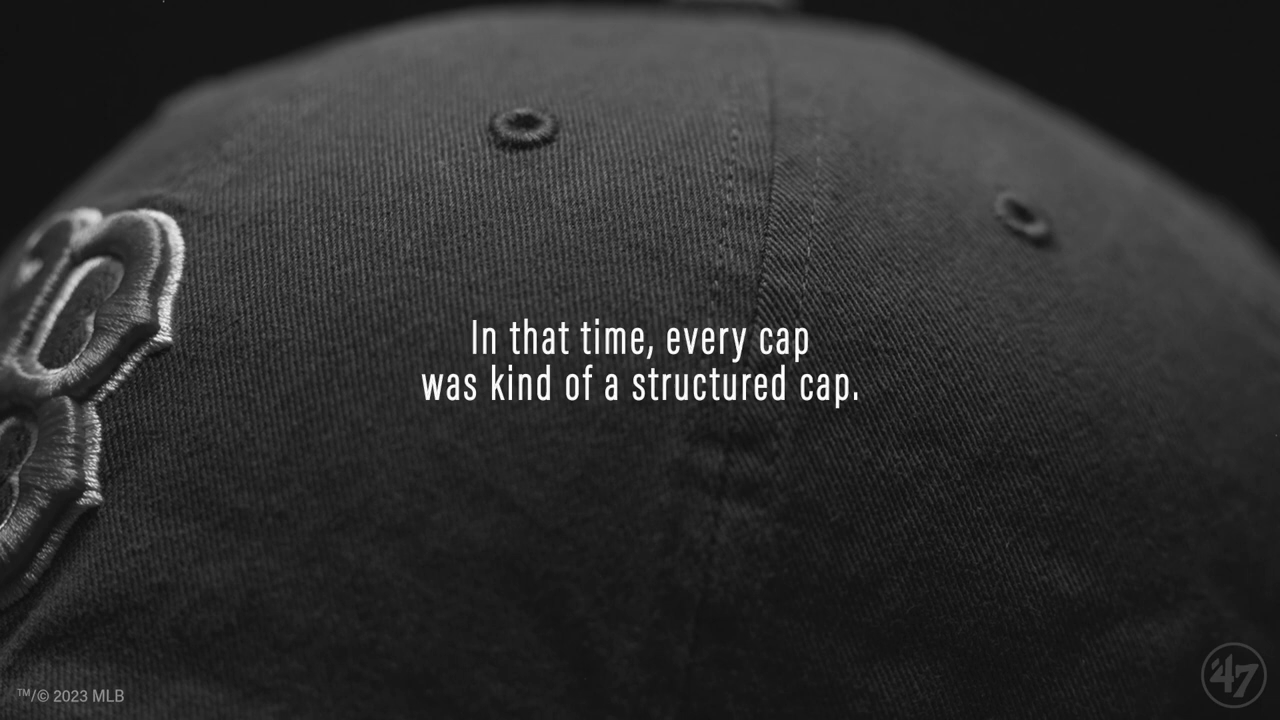 In that time, every cap
was kind of a structured cap.
™/© 2023 MLB
'47